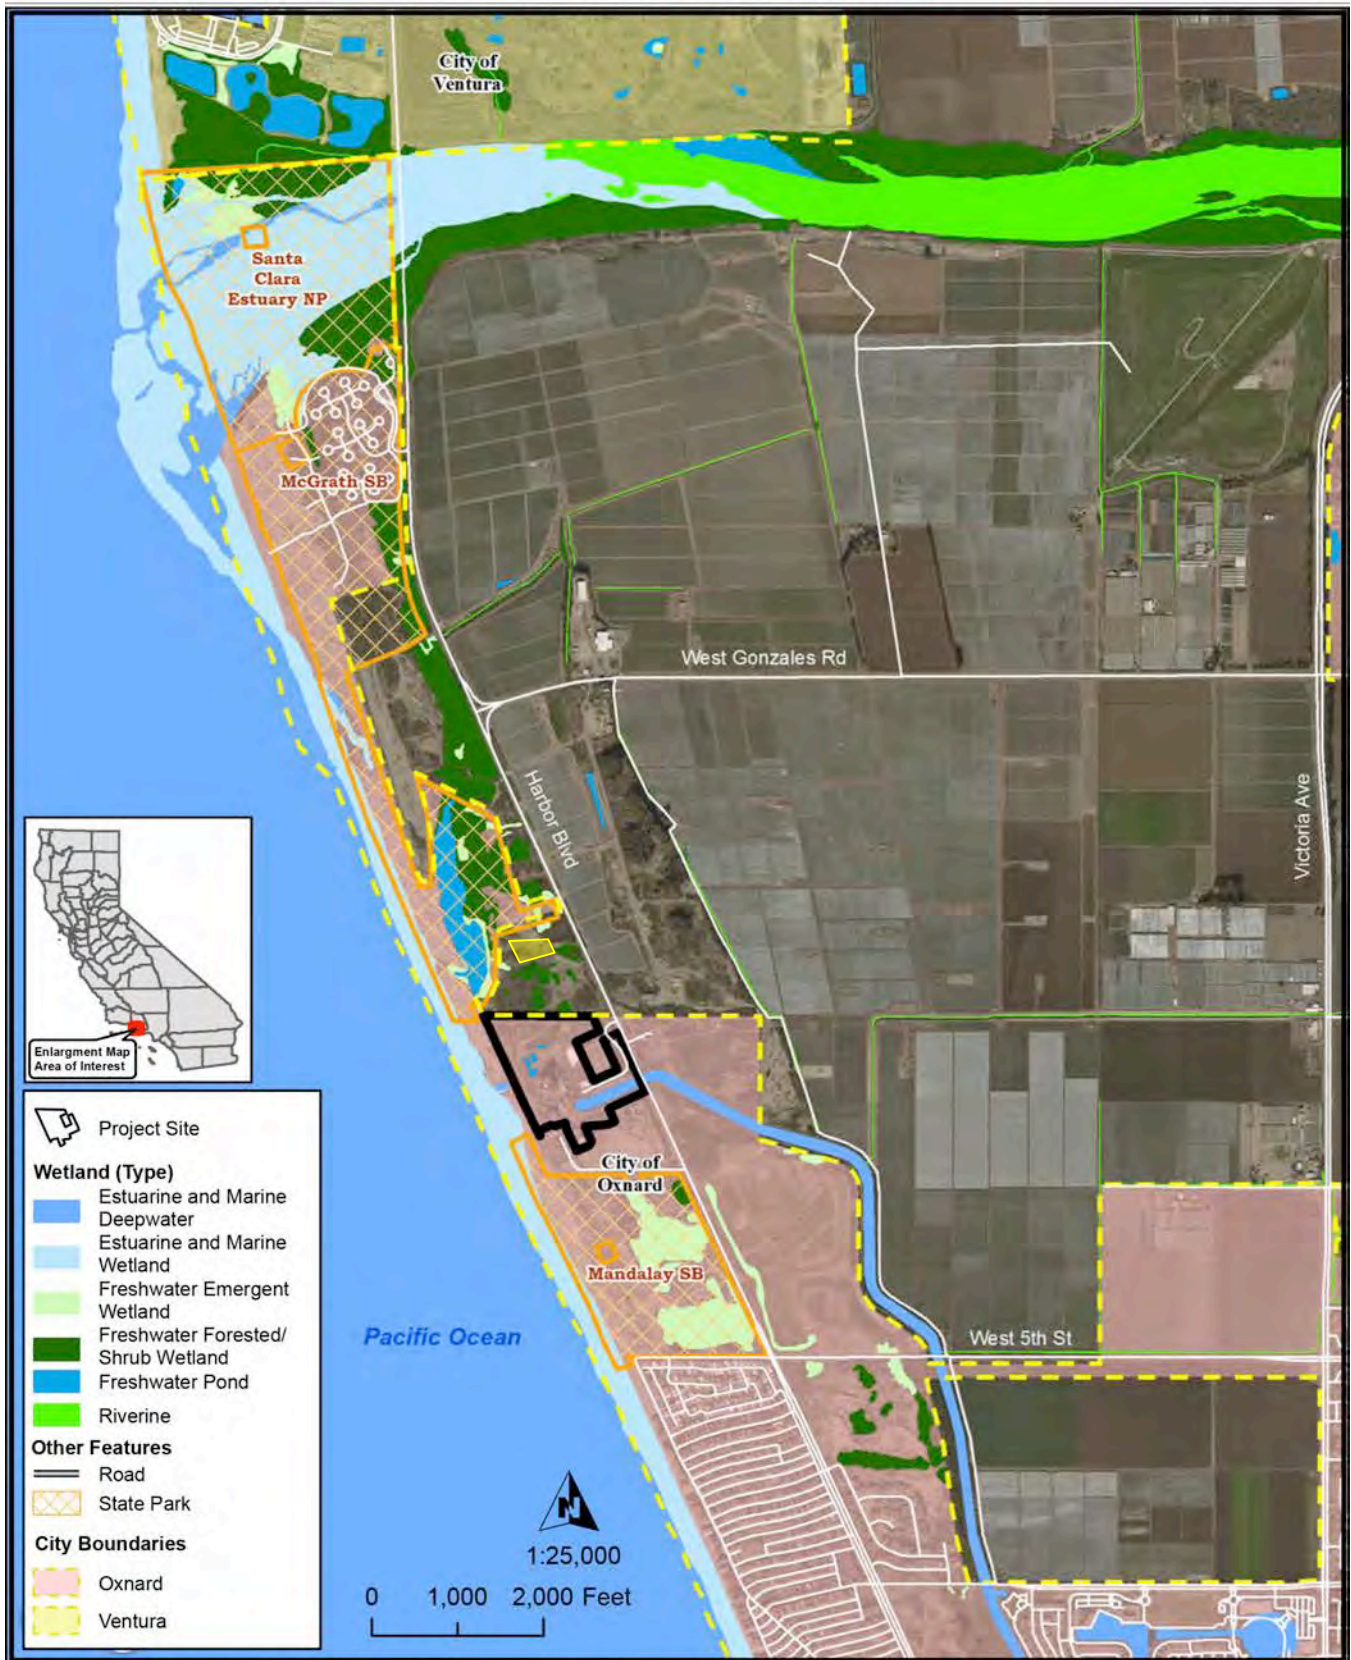 City of
Ventura
Santa
Clara
Estuary NP
McGrath SB
West Gonzales Rd
Harbor Blvd
Victoria Ave
Enlargment Map
Area of Interest
City of
Oxnard
Mandalay SB
West 5th St
Pacific Ocean
Project Site
Wetland (Type)
Estuarine and Marine
Deepwater
Estuarine and Marine
Wetland
Freshwater Emergent
Wetland
Freshwater Forested/
Shrub Wetland
Freshwater Pond
Riverine
Other Features
Road
State Park
City Boundaries
Oxnard
Ventura
N
1:25,000
0 1,000 2,000 Feet